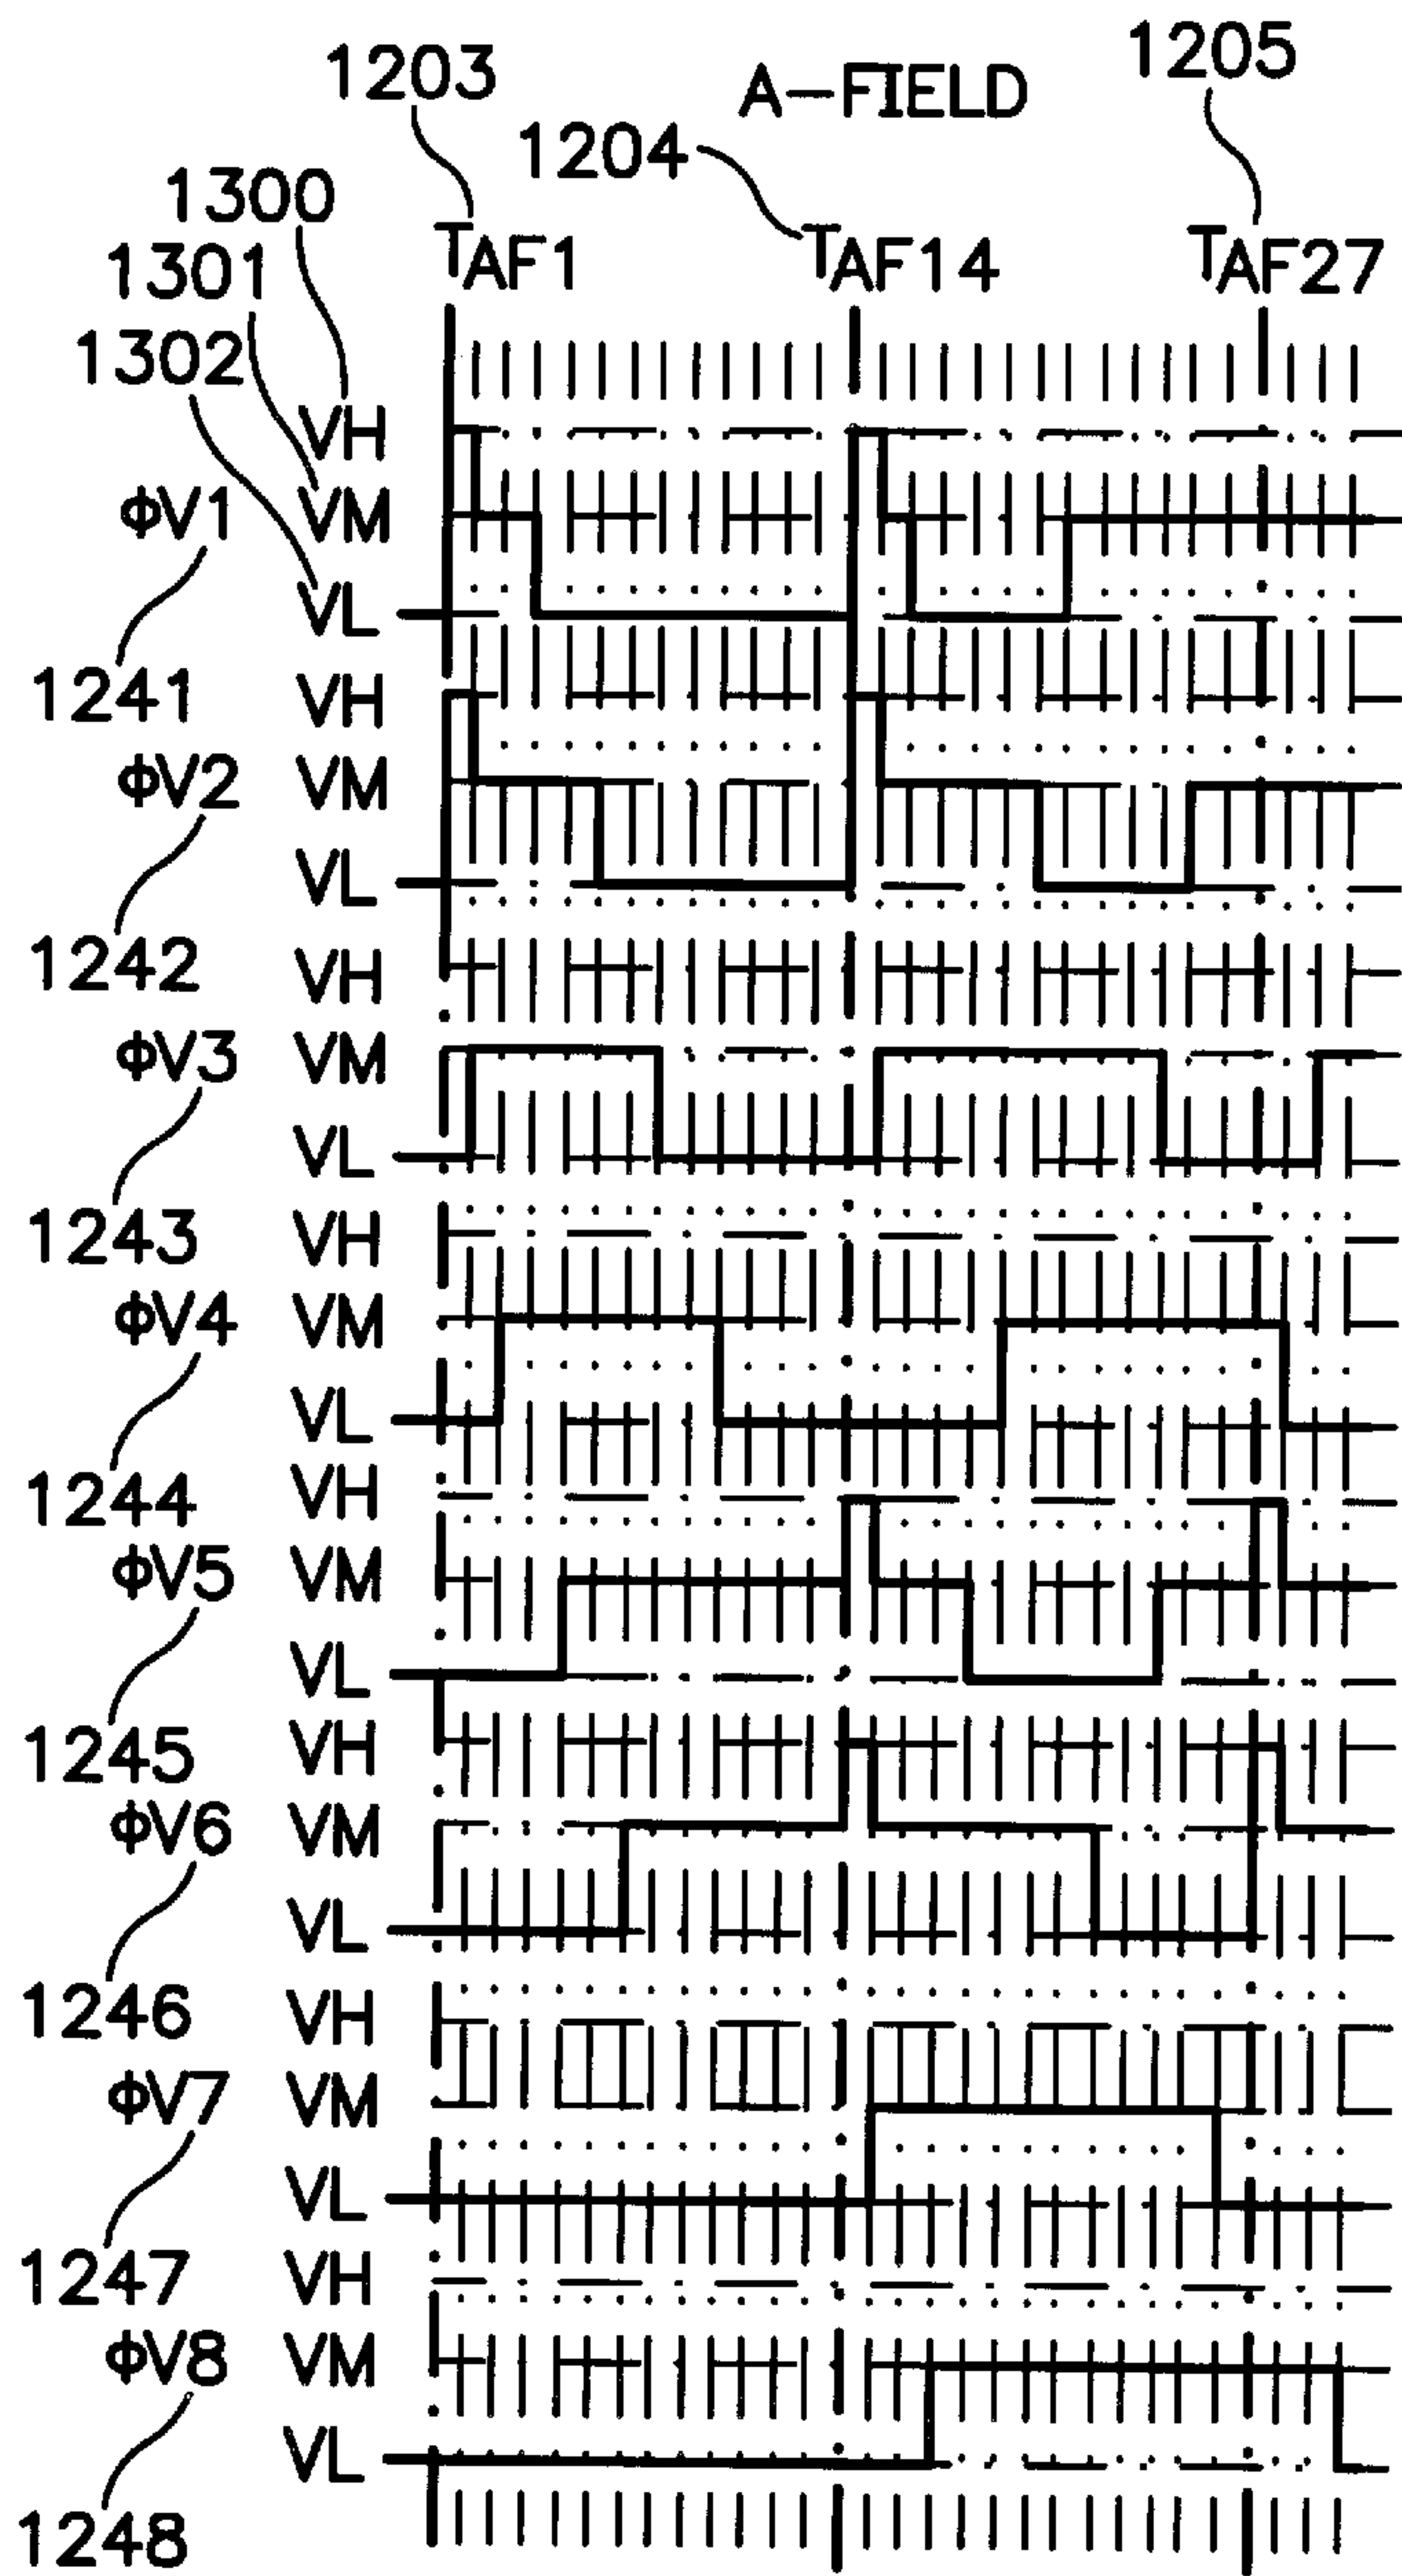 1203
A-FIELD
1205
1204
1300
1301
1302
TAF1
TAF14
TAF27
VH
ΦV1 VM
VL
1241
VH
ΦV2 VM
VL
1242
VH
ΦV3 VM
VL
1243
VH
ΦV4 VM
VL
1244
VH
ΦV5 VM
VL
1245
VH
ΦV6 VM
VL
1246
VH
ΦV7 VM
VL
1247
VH
ΦV8 VM
VL
1248